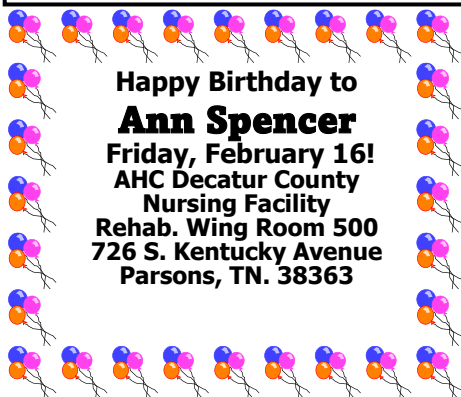 Happy Birthday to
Ann Spencer
Friday, February 16!
AHC Decatur County
Nursing Facility
Rehab. Wing Room 500
726 S. Kentucky Avenue
Parsons, TN. 38363